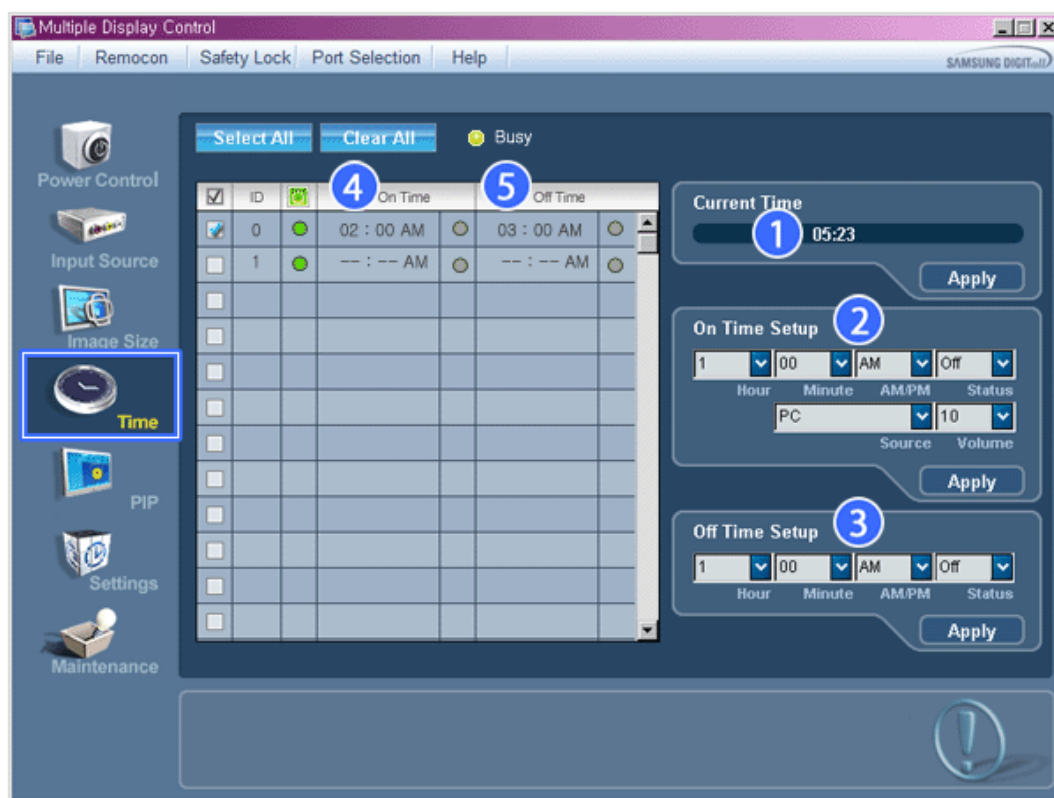 Multiple Display Control
File Remocon Safety Lock Port Selection Help
SAMSUNG DIGITall
Power Control
Input Source
Image Size
Time
PIP
Settings
Maintenance
Select All Clear All Busy
ID 4 On Time 5 Off Time
0 02 : 00 AM 03 : 00 AM
1 -- : -- AM -- : -- AM
Current Time
1 05:23
Apply
On Time Setup 2
1 00 AM Off
Hour Minute AM/PM Status
PC 10
Source Volume
Apply
Off Time Setup 3
1 00 AM Off
Hour Minute AM/PM Status
Apply